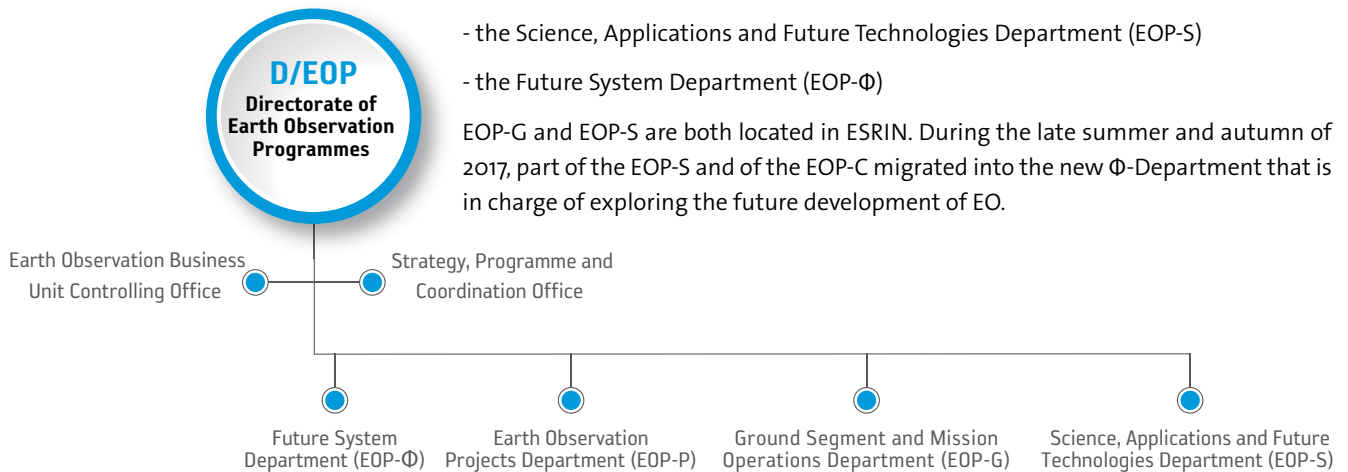 D/EOP
Directorate of
Earth Observation
Programmes
- the Science, Applications and Future Technologies Department (EOP-S)
- the Future System Department (EOP-Φ)
EOP-G and EOP-S are both located in ESRIN. During the late summer and autumn of
2017, part of the EOP-S and of the EOP-C migrated into the new Φ-Department that is
in charge of exploring the future development of EO.
Earth Observation Business
Unit Controlling Office
Strategy, Programme and
Coordination Office
Future System
Department (EOP-Φ)
Earth Observation
Projects Department (EOP-P)
Ground Segment and Mission
Operations Department (EOP-G)
Science, Applications and Future
Technologies Department (EOP-S)